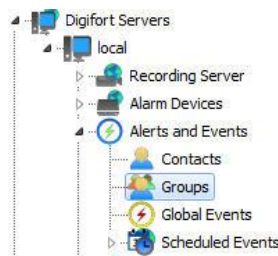 Digifort Servers
local
Recording Server
Alarm Devices
Alerts and Events
Contacts
Groups
Global Events
Scheduled Events